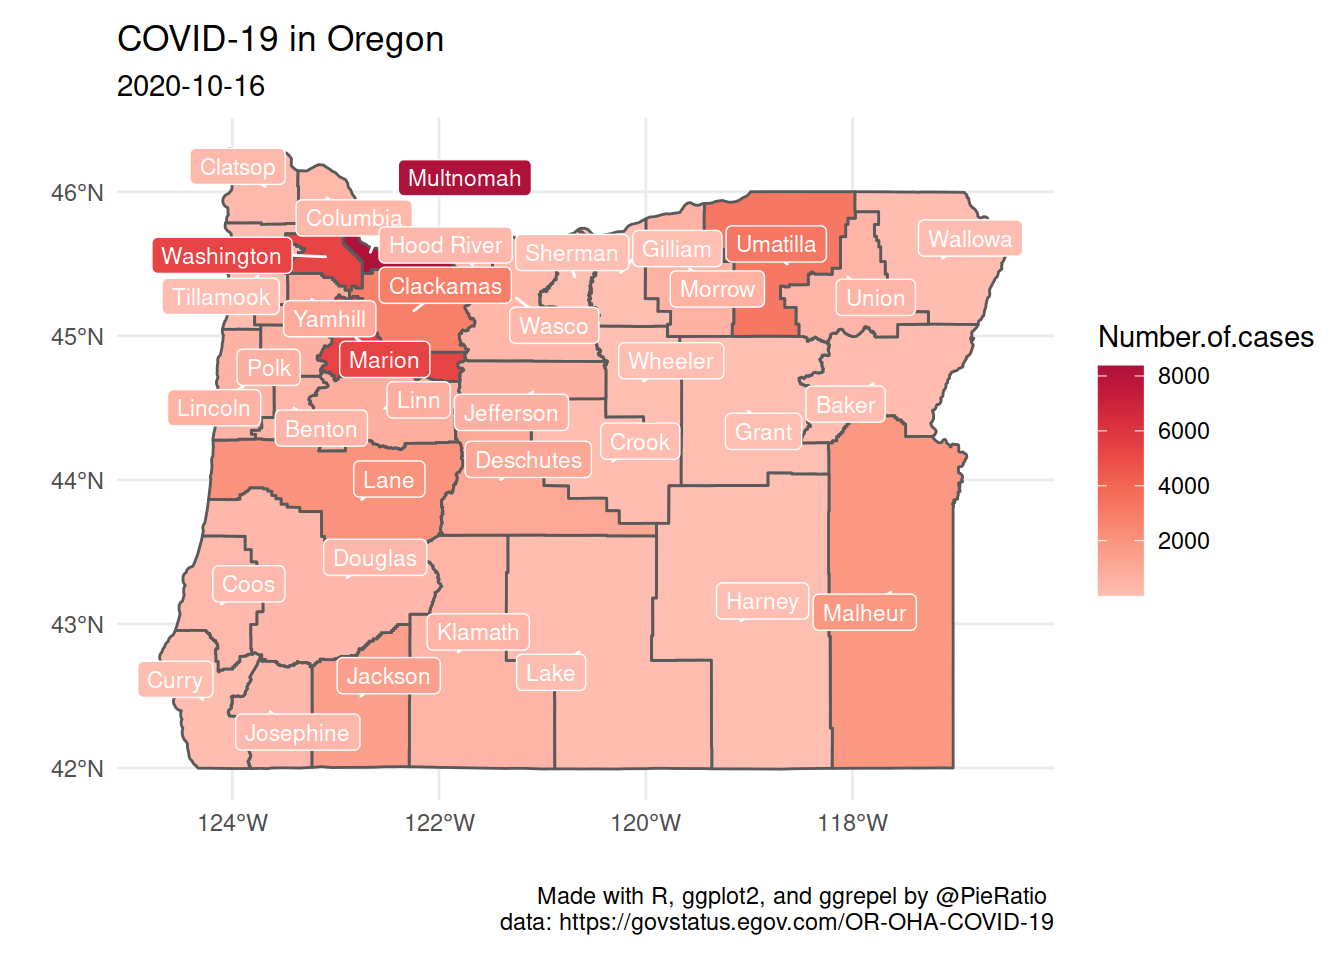 COVID-19 in Oregon
2020-10-16
46°N
45°N
44°N
43°N
42°N
124°W
122°W
120°W
118°W
Clatsop
Multnomah
Columbia
Washington
Hood River
Sherman
Gilliam
Umatilla
Wallowa
Tillamook
Clackamas
Morrow
Union
Yamhill
Wasco
Marion
Polk
Wheeler
Lincoln
Linn
Jefferson
Baker
Benton
Crook
Grant
Deschutes
Lane
Douglas
Coos
Harney
Malheur
Klamath
Curry
Jackson
Lake
Josephine
Number.of.cases
8000
6000
4000
2000
Made with R, ggplot2, and ggrepel by @PieRatio
data: https://govstatus.egov.com/OR-OHA-COVID-19